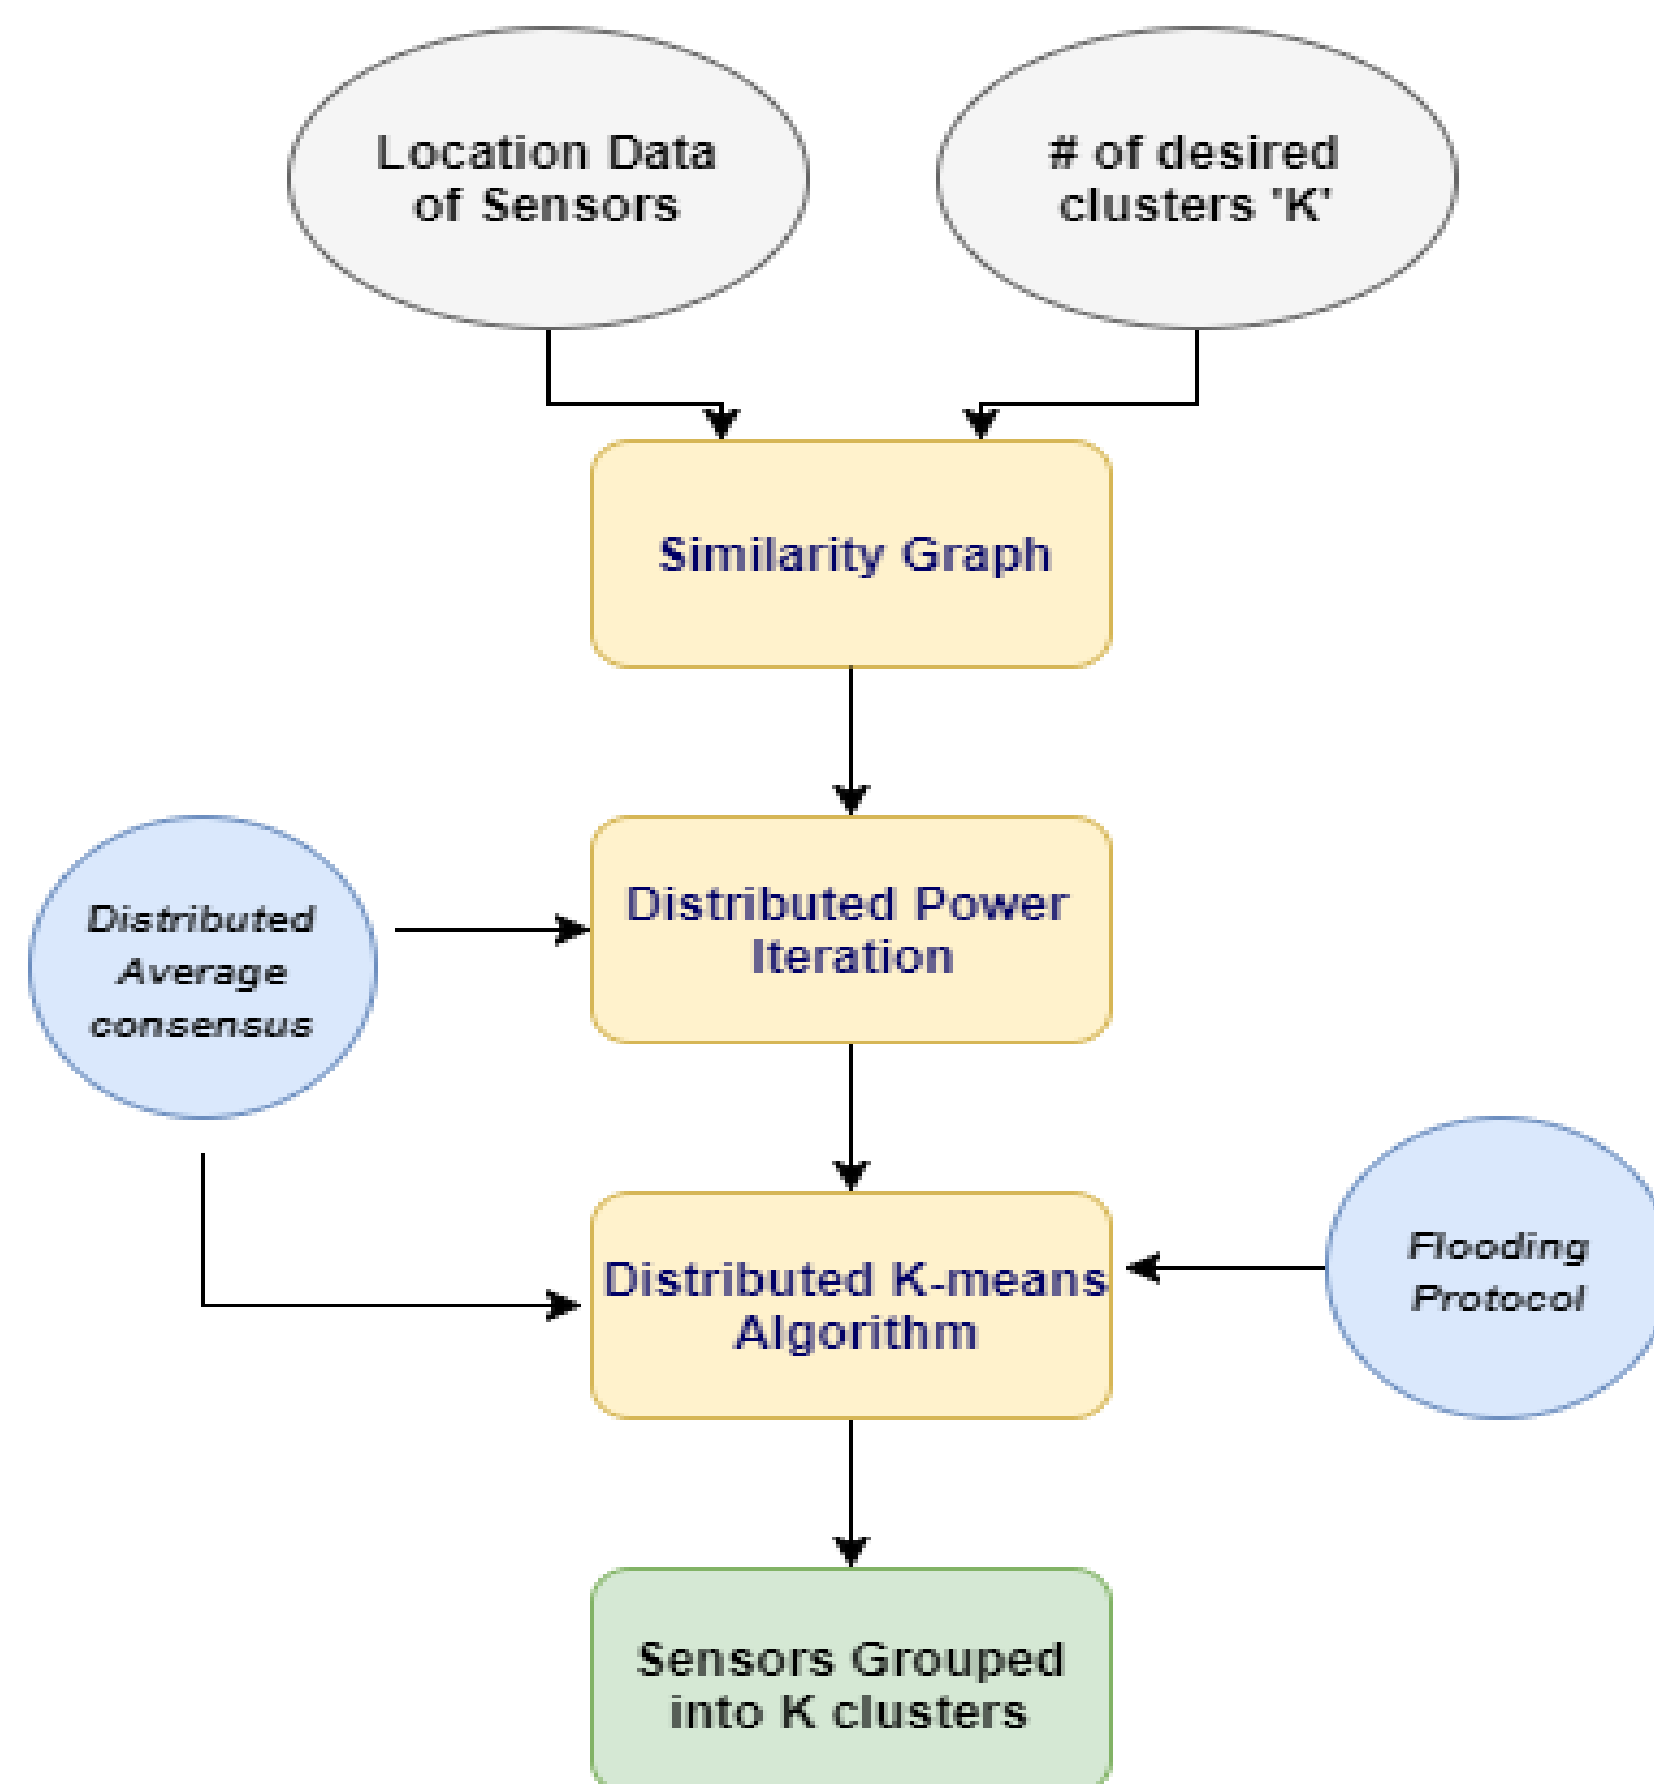 Location Data
of Sensors
# of desired
clusters 'K'
Similarity Graph
Distributed
Average
consensus
Distributed Power
Iteration
Distributed K-means
Algorithm
Flooding
Protocol
Sensors Grouped
into K clusters